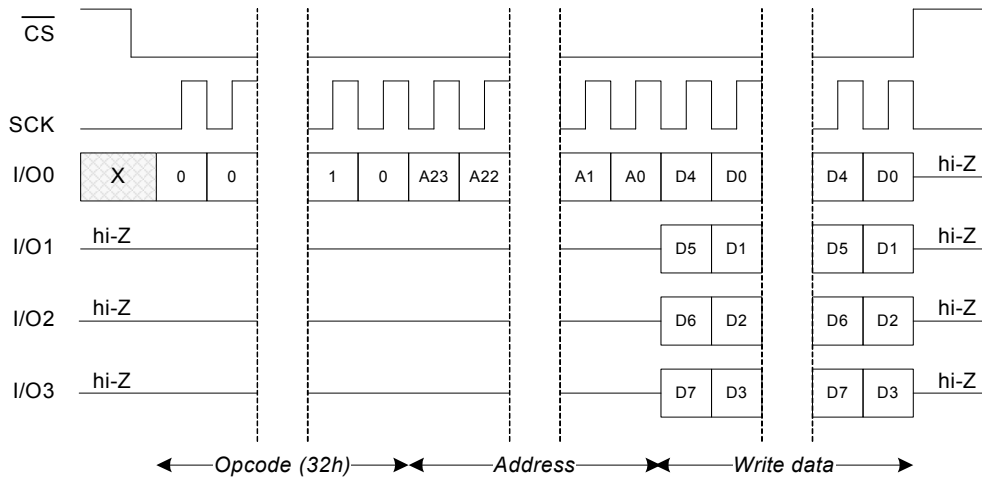 CS
SCK
I/O0 X 0 0 1 0 A23 A22 A1 A0 D4 D0 D4 D0 hi-Z
I/O1 hi-Z D5 D1 D5 D1 hi-Z
I/O2 hi-Z D6 D2 D6 D2 hi-Z
I/O3 hi-Z D7 D3 D7 D3 hi-Z
Opcode (32h) Address Write data